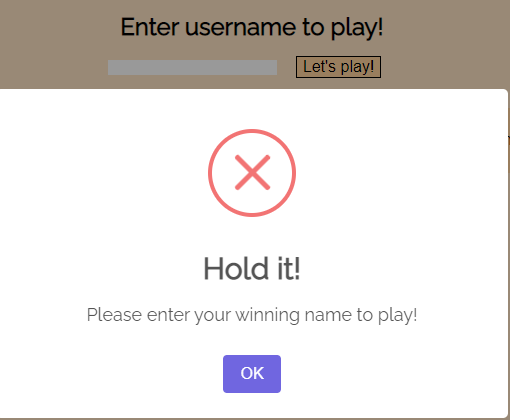 Enter username to play!
Let's play!
Hold it!
Please enter your winning name to play!
OK